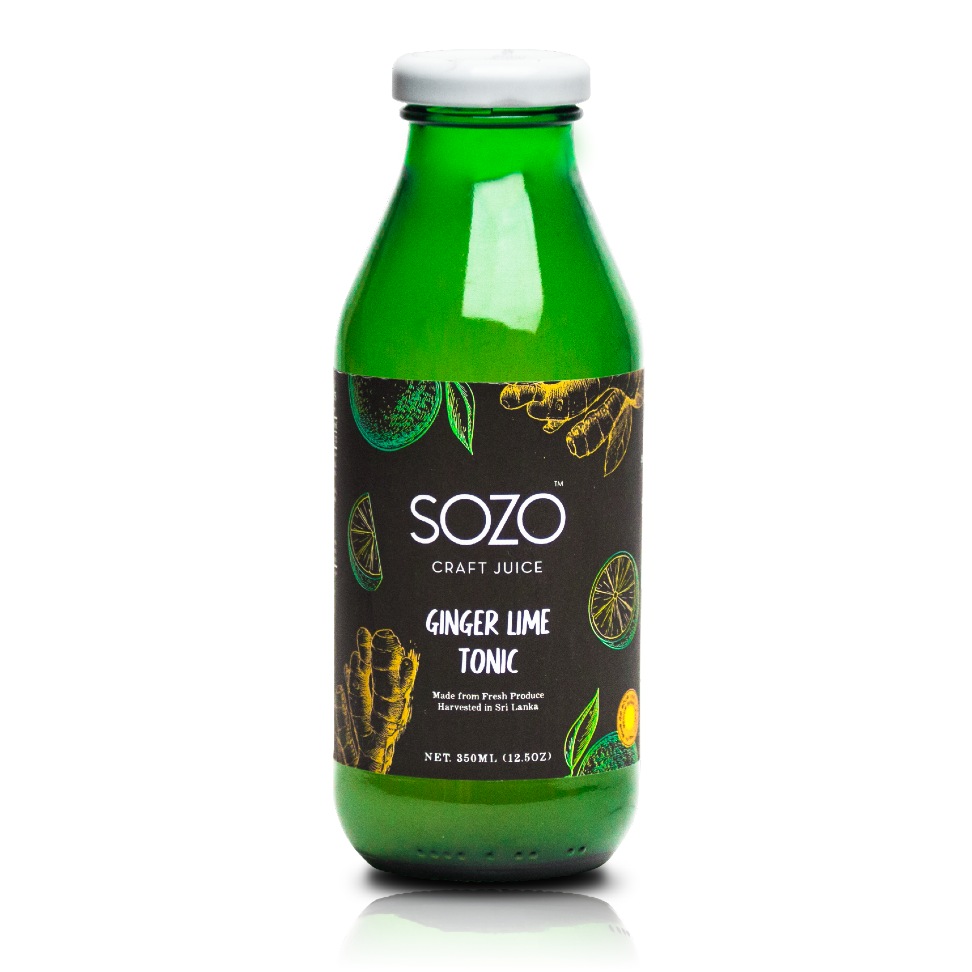 SOZO™
CRAFT JUICE
GINGER LIME
TONIC
Made from Fresh Produce
Harvested in Sri Lanka
NET. 350ML (12.5OZ)